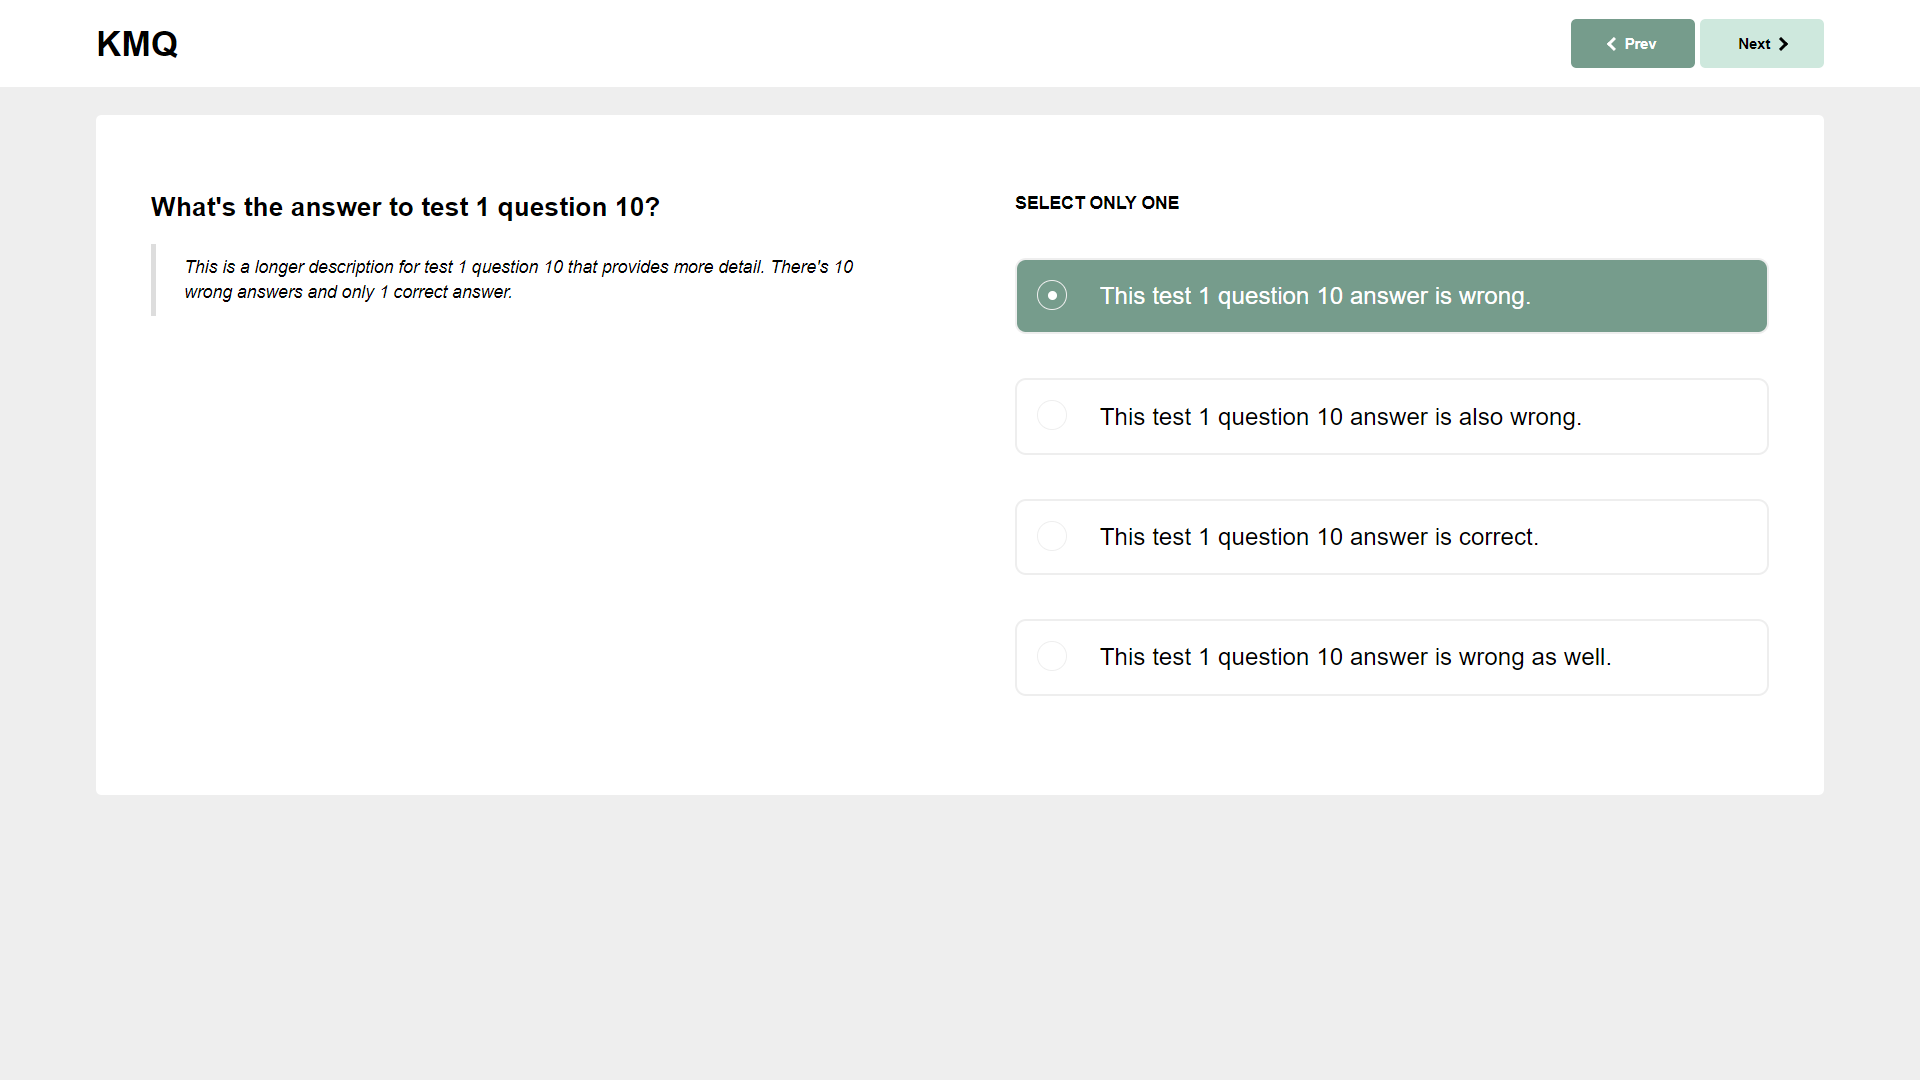 KMQ
Prev
Next
What's the answer to test 1 question 10?
This is a longer description for test 1 question 10 that provides more detail. There's 10
wrong answers and only 1 correct answer.
SELECT ONLY ONE
This test 1 question 10 answer is wrong.
This test 1 question 10 answer is also wrong.
This test 1 question 10 answer is correct.
This test 1 question 10 answer is wrong as well.